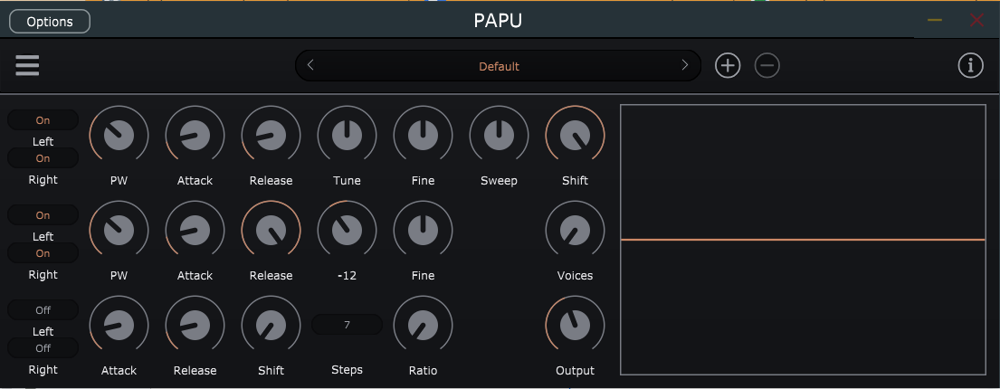 Options
PAPU
Default
On
Left
On
Right
PW
Attack
Release
Tune
Fine
Sweep
Shift
On
Left
On
Right
PW
Attack
Release
-12
Fine
Voices
Off
Left
Off
Right
Attack
Release
Shift
7
Steps
Ratio
Output